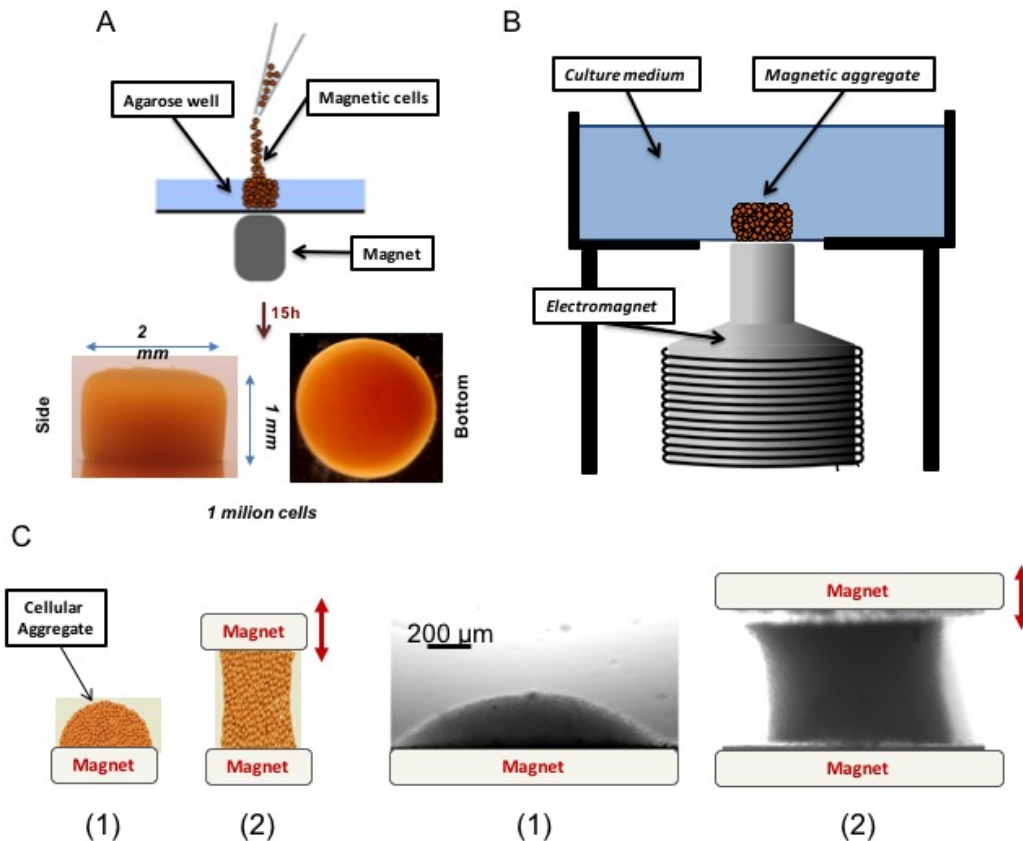 A
Agarose well
Magnetic cells
Magnet
15h
2
mm
Side
1 mm
Bottom
1 milion cells
B
Culture medium
Magnetic aggregate
Electromagnet
C
Cellular
Aggregate
Magnet
(1)
Magnet
Magnet
(2)
200 µm
Magnet
(1)
Magnet
Magnet
(2)